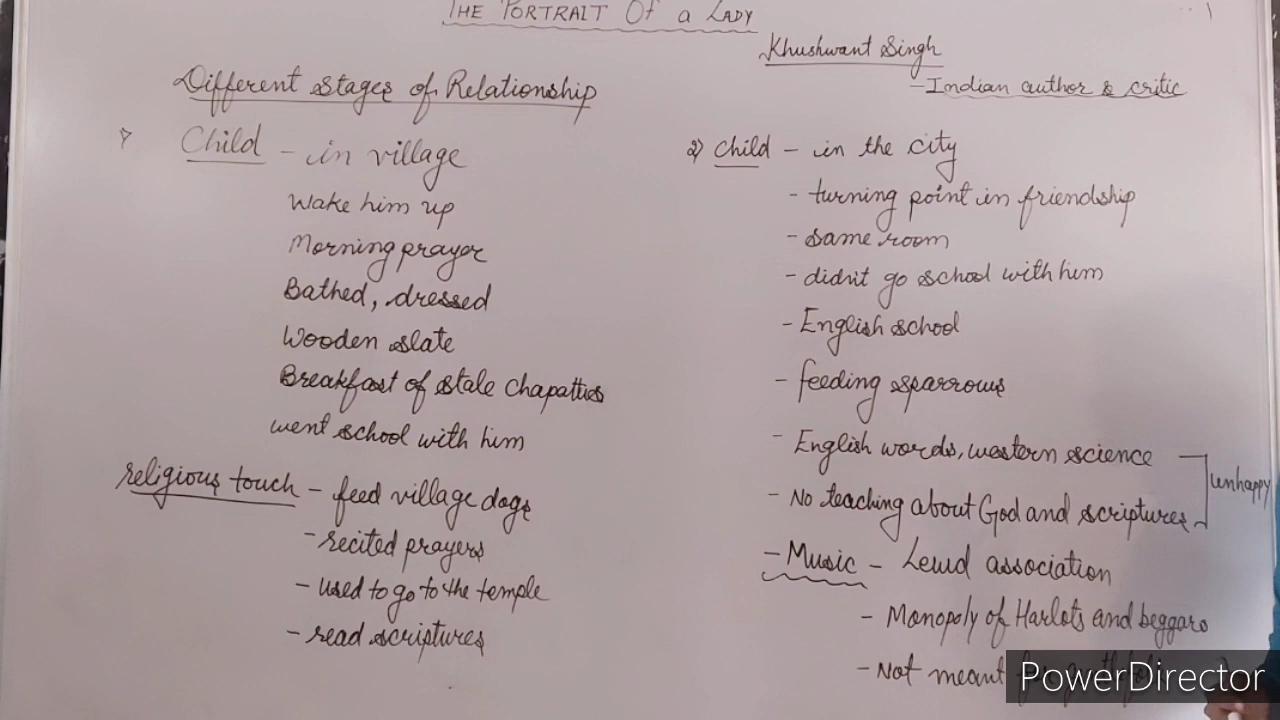 THE PORTRAIT Of a LADY
Khushwant Singh
- Indian author & critic
Different stages of Relationship
Child - in village
Wake him up
Morning prayer
Bathed, dressed
Wooden slate
Breakfast of stale chapatties
went school with him
religious touch - feed village dogs
- recited prayers
- used to go to the temple
- read scriptures
2) Child - in the city
- turning point in friendship
- same room
- didn't go school with him
- English school
- feeding sparrows
- English words, western science
- No teaching about God and scriptures
unhappy
- Music - Lewd association
- Monopoly of Harlots and beggars
- Not meant
PowerDirector